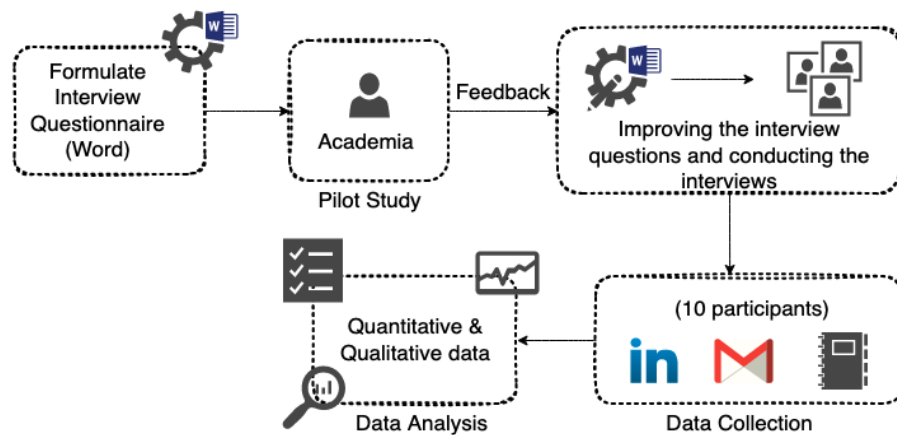 W
Formulate
Interview
Questionnaire
(Word)
Academia
Pilot Study
Feedback
W
Improving the interview
questions and conducting the
interviews
(10 participants)
in
Data Collection
Quantitative &
Qualitative data
Data Analysis